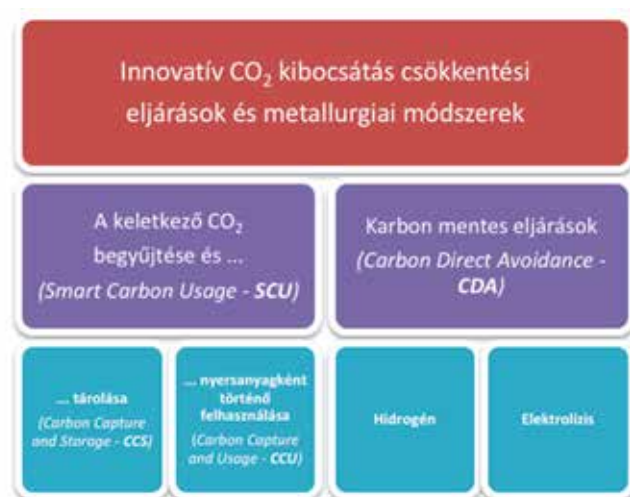 Innovatív CO₂ kibocsátás csökkentési
eljárások és metallurgiai módszerek
A keletkező CO₂
begyűjtése és ...
(Smart Carbon Usage - SCU)
Karbon mentes eljárások
(Carbon Direct Avoidance -
CDA)
... tárolása
(Carbon Capture
and Storage - CCS)
... nyersanyagként
történő
felhasználása
(Carbon Capture
and Usage - CCU)
Hidrogén
Elektrolízis